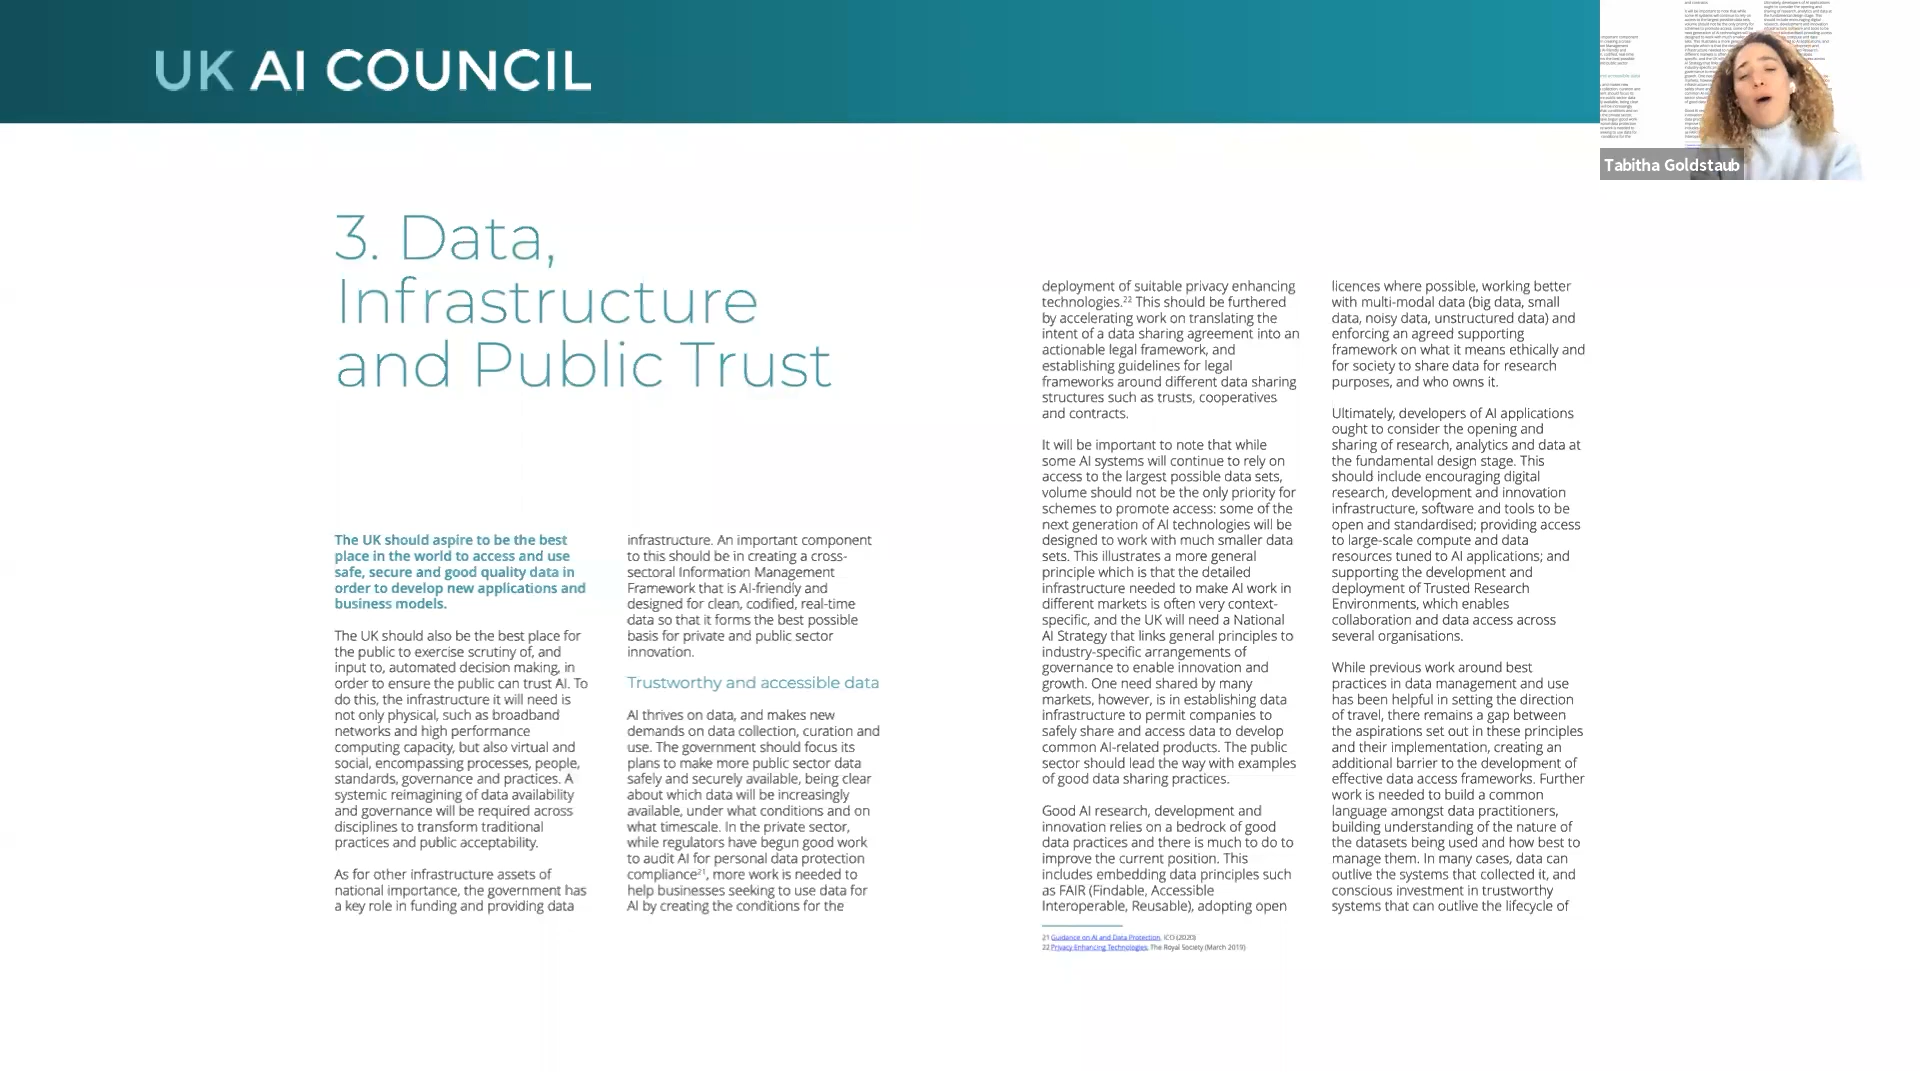 UK AI COUNCIL
Tabitha Goldstaub
3. Data,
Infrastructure
and Public Trust
The UK should aspire to be the best
place in the world to access and use
safe, secure and good quality data in
order to develop new applications and
business models.
The UK should also be the best place for
the public to exercise scrutiny of, and
input to, automated decision making, in
order to ensure the public can trust AI. To
do this, the infrastructure it will need is
not only physical, such as broadband
networks and high performance
computing capacity, but also virtual and
social, encompassing processes, people,
standards, governance and practices. A
systemic reimagining of data availability
and governance will be required across
disciplines to transform traditional
practices and public acceptability.
As for other infrastructure assets of
national importance, the government has
a key role in funding and providing data
infrastructure. An important component
to this should be in creating a cross-
sectoral Information Management
Framework that is AI-friendly and
designed for clean, codified, real-time
data so that it forms the best possible
basis for private and public sector
innovation.
Trustworthy and accessible data
AI thrives on data, and makes new
demands on data collection, curation and
use. The government should focus its
plans to make more public sector data
safely and securely available, being clear
about which data will be increasingly
available, under what conditions and on
what timescale. In the private sector,
while regulators have begun good work
to audit AI for personal data protection
compliance²¹, more work is needed to
help businesses seeking to use data for
AI by creating the conditions for the
deployment of suitable privacy enhancing
technologies.²² This should be furthered
by accelerating work on translating the
intent of a data sharing agreement into an
actionable legal framework, and
establishing guidelines for legal
frameworks around different data sharing
structures such as trusts, cooperatives
and contracts.
It will be important to note that while
some AI systems will continue to rely on
access to the largest possible data sets,
volume should not be the only priority for
schemes to promote access: some of the
next generation of AI technologies will be
designed to work with much smaller data
sets. This illustrates a more general
principle which is that the detailed
infrastructure needed to make AI work in
different markets is often very context-
specific, and the UK will need a National
AI Strategy that links general principles to
industry-specific arrangements of
governance to enable innovation and
growth. One need shared by many
markets, however, is in establishing data
infrastructure to permit companies to
safely share and access data to develop
common AI-related products. The public
sector should lead the way with examples
of good data sharing practices.
Good AI research, development and
innovation relies on a bedrock of good
data practices and there is much to do to
improve the current position. This
includes embedding data principles such
as FAIR (Findable, Accessible
Interoperable, Reusable), adopting open
licences where possible, working better
with multi-modal data (big data, small
data, noisy data, unstructured data) and
enforcing an agreed supporting
framework on what it means ethically and
for society to share data for research
purposes, and who owns it.
Ultimately, developers of AI applications
ought to consider the opening and
sharing of research, analytics and data at
the fundamental design stage. This
should include encouraging digital
research, development and innovation
infrastructure, software and tools to be
open and standardised; providing access
to large-scale compute and data
resources tuned to AI applications; and
supporting the development and
deployment of Trusted Research
Environments, which enables
collaboration and data access across
several organisations.
While previous work around best
practices in data management and use
has been helpful in setting the direction
of travel, there remains a gap between
the aspirations set out in these principles
and their implementation, creating an
additional barrier to the development of
effective data access frameworks. Further
work is needed to build a common
language amongst data practitioners,
building understanding of the nature of
the datasets being used and how best to
manage them. In many cases, data can
outlive the systems that collected it, and
conscious investment in trustworthy
systems that can outlive the lifecycle of
21 Guidance on AI and Data Protection, ICO (2020)
22 Privacy Enhancing Technologies, The Royal Society (March 2019)